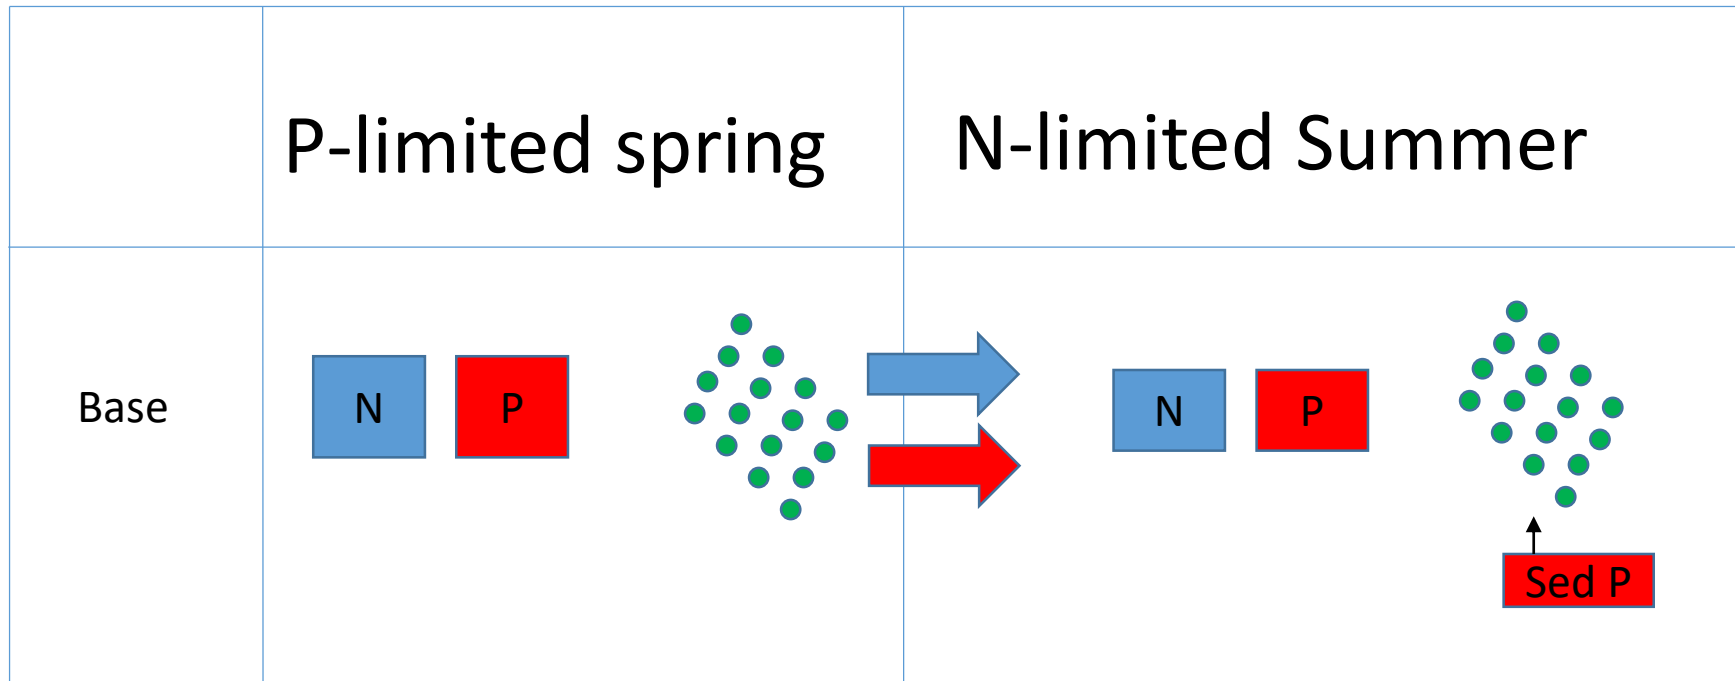 P-limited spring
N-limited Summer
Base
N
P
N
P
Sed P